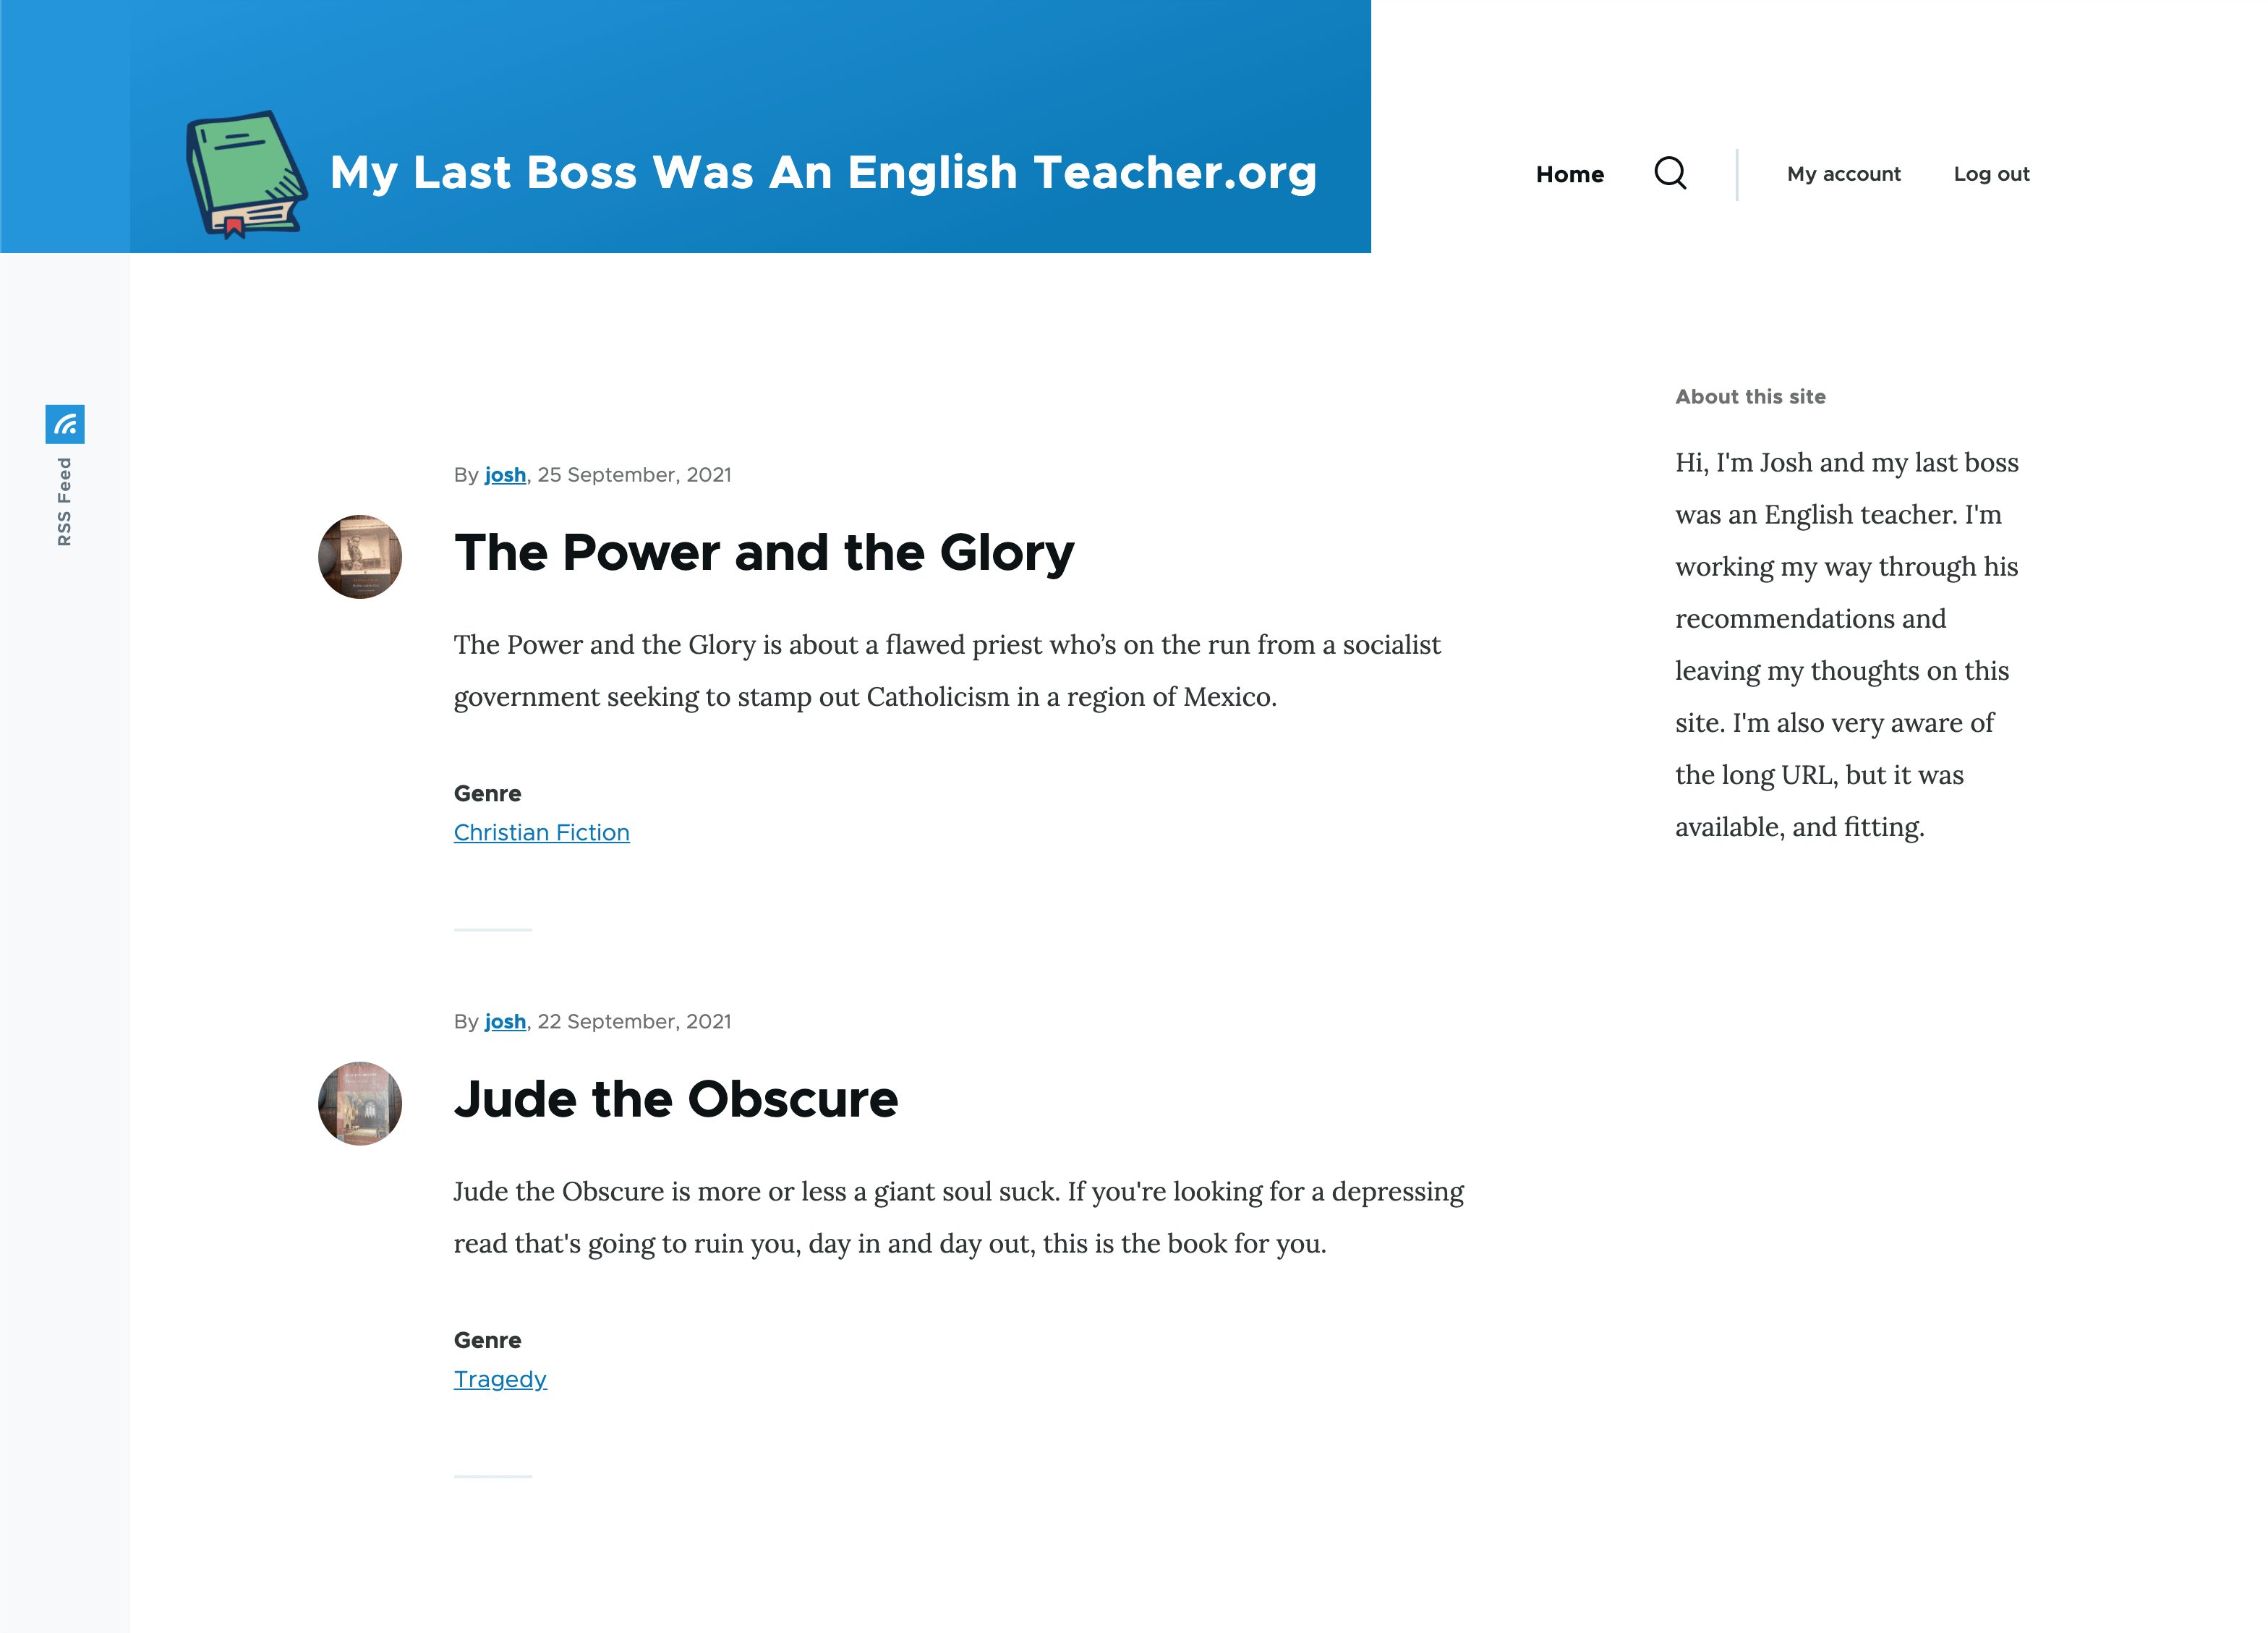 My Last Boss Was An English Teacher.org
Home
My account
Log out
RSS Feed
By josh, 25 September, 2021
The Power and the Glory
The Power and the Glory is about a flawed priest who’s on the run from a socialist
government seeking to stamp out Catholicism in a region of Mexico.
Genre
Christian Fiction
By josh, 22 September, 2021
Jude the Obscure
Jude the Obscure is more or less a giant soul suck. If you're looking for a depressing
read that's going to ruin you, day in and day out, this is the book for you.
Genre
Tragedy
About this site
Hi, I'm Josh and my last boss
was an English teacher. I'm
working my way through his
recommendations and
leaving my thoughts on this
site. I'm also very aware of
the long URL, but it was
available, and fitting.